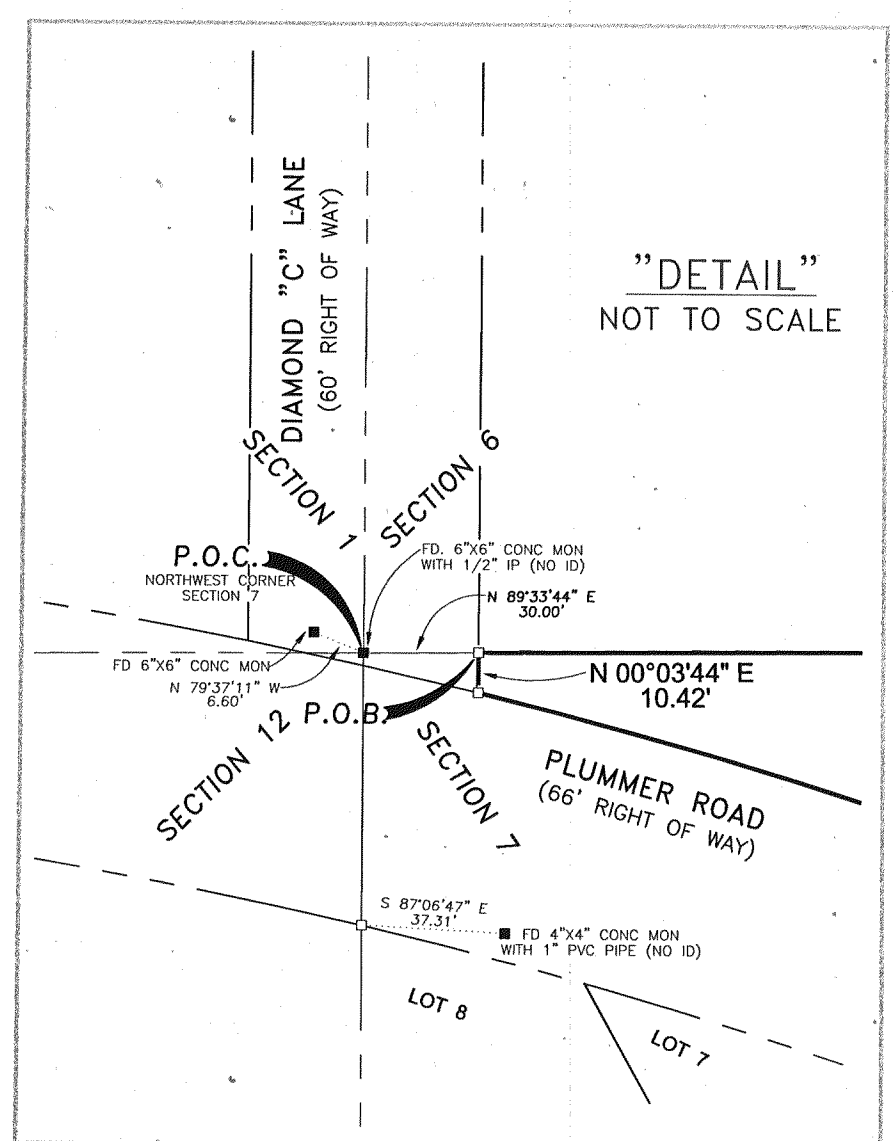 DIAMOND "C" LANE
(60' RIGHT OF WAY)
"DETAIL"
NOT TO SCALE
SECTION 1
SECTION 6
P.O.C.
NORTHWEST CORNER
SECTION 7
FD. 6"X6" CONC MON
WITH 1/2" IP (NO ID)
N 89°33'44" E
30.00'
FD 6"X6" CONC MON
N 79°37'11" W
6.60'
N 00°03'44" E
10.42'
P.O.B.
SECTION 12
SECTION 7
PLUMMER ROAD
(66' RIGHT OF WAY)
S 87°06'47" E
37.31'
FD 4"X4" CONC MON
WITH 1" PVC PIPE (NO ID)
LOT 8
LOT 7